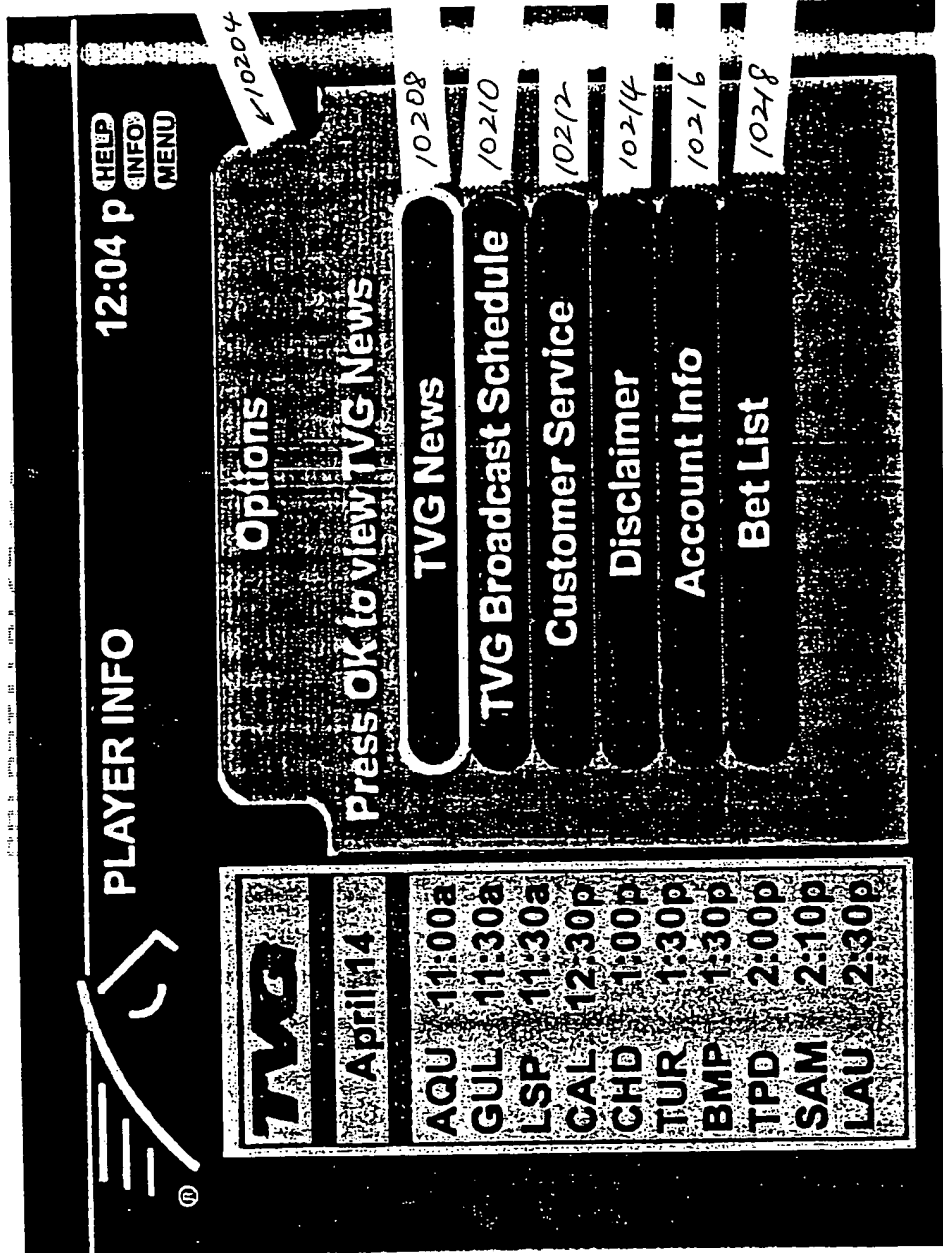 PLAYER INFO
12:04 p
HELP
INFO
MENU
←10204
TVG
April 14
AQU 11:00a
GUL 11:30a
LSP 11:30a
CAL 12:30p
CHD 1:00p
TUR 1:30p
BMP 1:30p
TPD 2:00p
SAM 2:10p
LAU 2:30p
®
Options
Press OK to view TVG News
TVG News
10208
TVG Broadcast Schedule
10210
Customer Service
10212
Disclaimer
10214
Account Info
10216
Bet List
10218